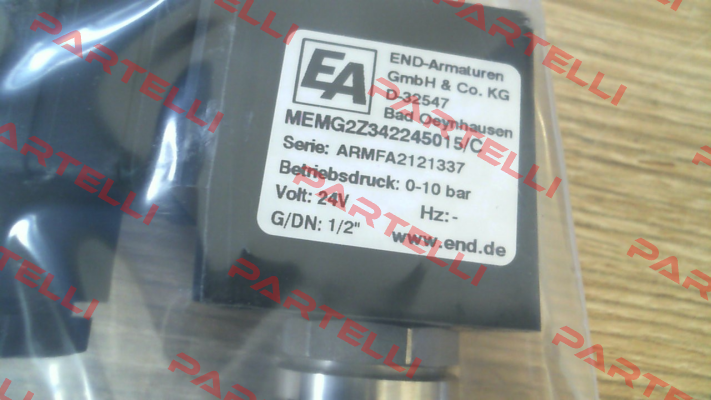 EA
END-Armaturen
GmbH & Co. KG
D-32547
Bad Oeynhausen
MEMG2Z342245015/C
Serie: ARMFA2121337
Betriebsdruck: 0-10 bar
Volt: 24V Hz:-
G/DN: 1/2"
www.end.de
PARTELLI
PARTELLI
PARTELLI
PARTELLI
PARTELLI
PARTELLI
PARTELLI
PARTELLI